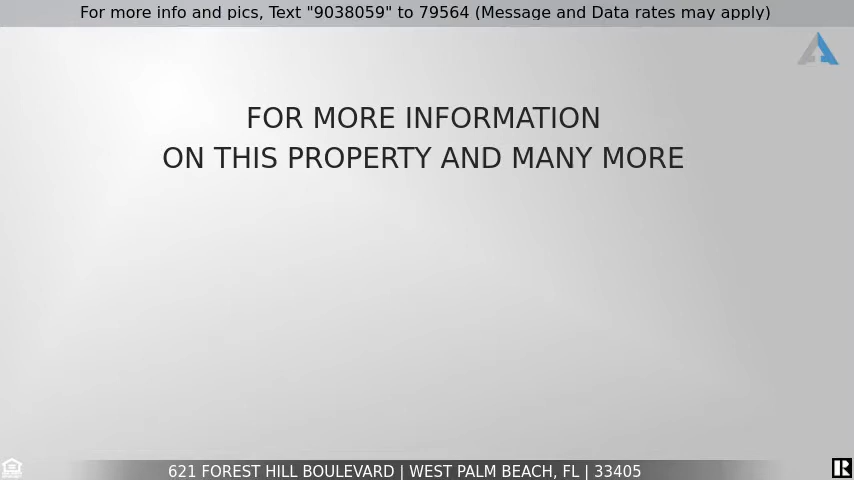 For more info and pics, Text "9038059" to 79564 (Message and Data rates may apply)
FOR MORE INFORMATION
ON THIS PROPERTY AND MANY MORE
621 FOREST HILL BOULEVARD | WEST PALM BEACH, FL | 33405